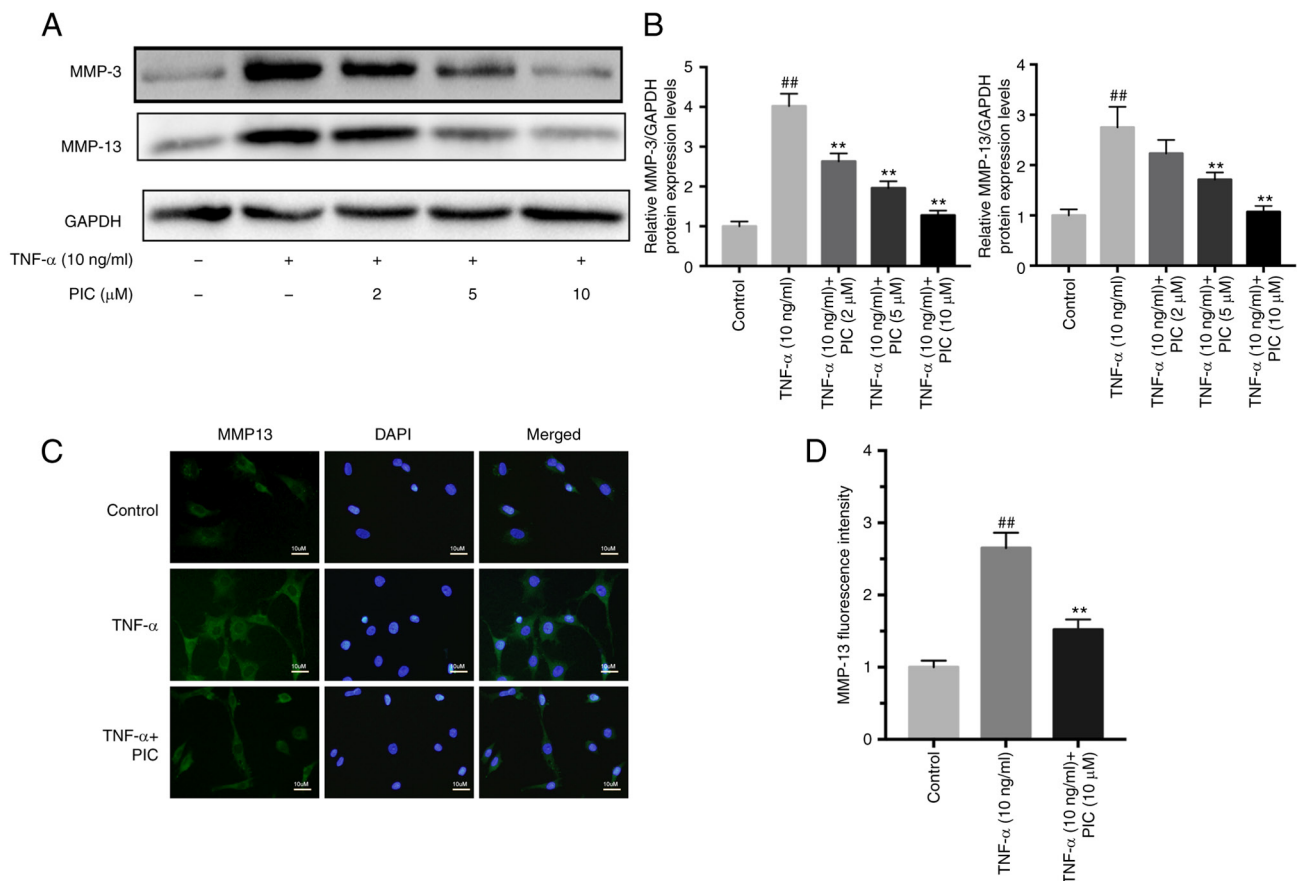 A
MMP-3
MMP-13
GAPDH
TNF-α (10 ng/ml) – + + + +
PIC (μM) – – 2 5 10
B
Relative MMP-3/GAPDH
protein expression levels
5
4
3
2
1
0
##
**
**
**
Control
TNF-α (10 ng/ml)
TNF-α (10 ng/ml)+
PIC (2 μM)
TNF-α (10 ng/ml)+
PIC (5 μM)
TNF-α (10 ng/ml)+
PIC (10 μM)
Relative MMP-13/GAPDH
protein expression levels
4
3
2
1
0
##
**
**
Control
TNF-α (10 ng/ml)
TNF-α (10 ng/ml)+
PIC (2 μM)
TNF-α (10 ng/ml)+
PIC (5 μM)
TNF-α (10 ng/ml)+
PIC (10 μM)
C
MMP13 DAPI Merged
Control
10uM 10uM 10uM
TNF-α
10uM 10uM 10uM
TNF-α+
PIC
10uM 10uM 10uM
D
MMP-13 fluorescence intensity
4
3
2
1
0
##
**
Control
TNF-α (10 ng/ml)
TNF-α (10 ng/ml)+
PIC (10 μM)